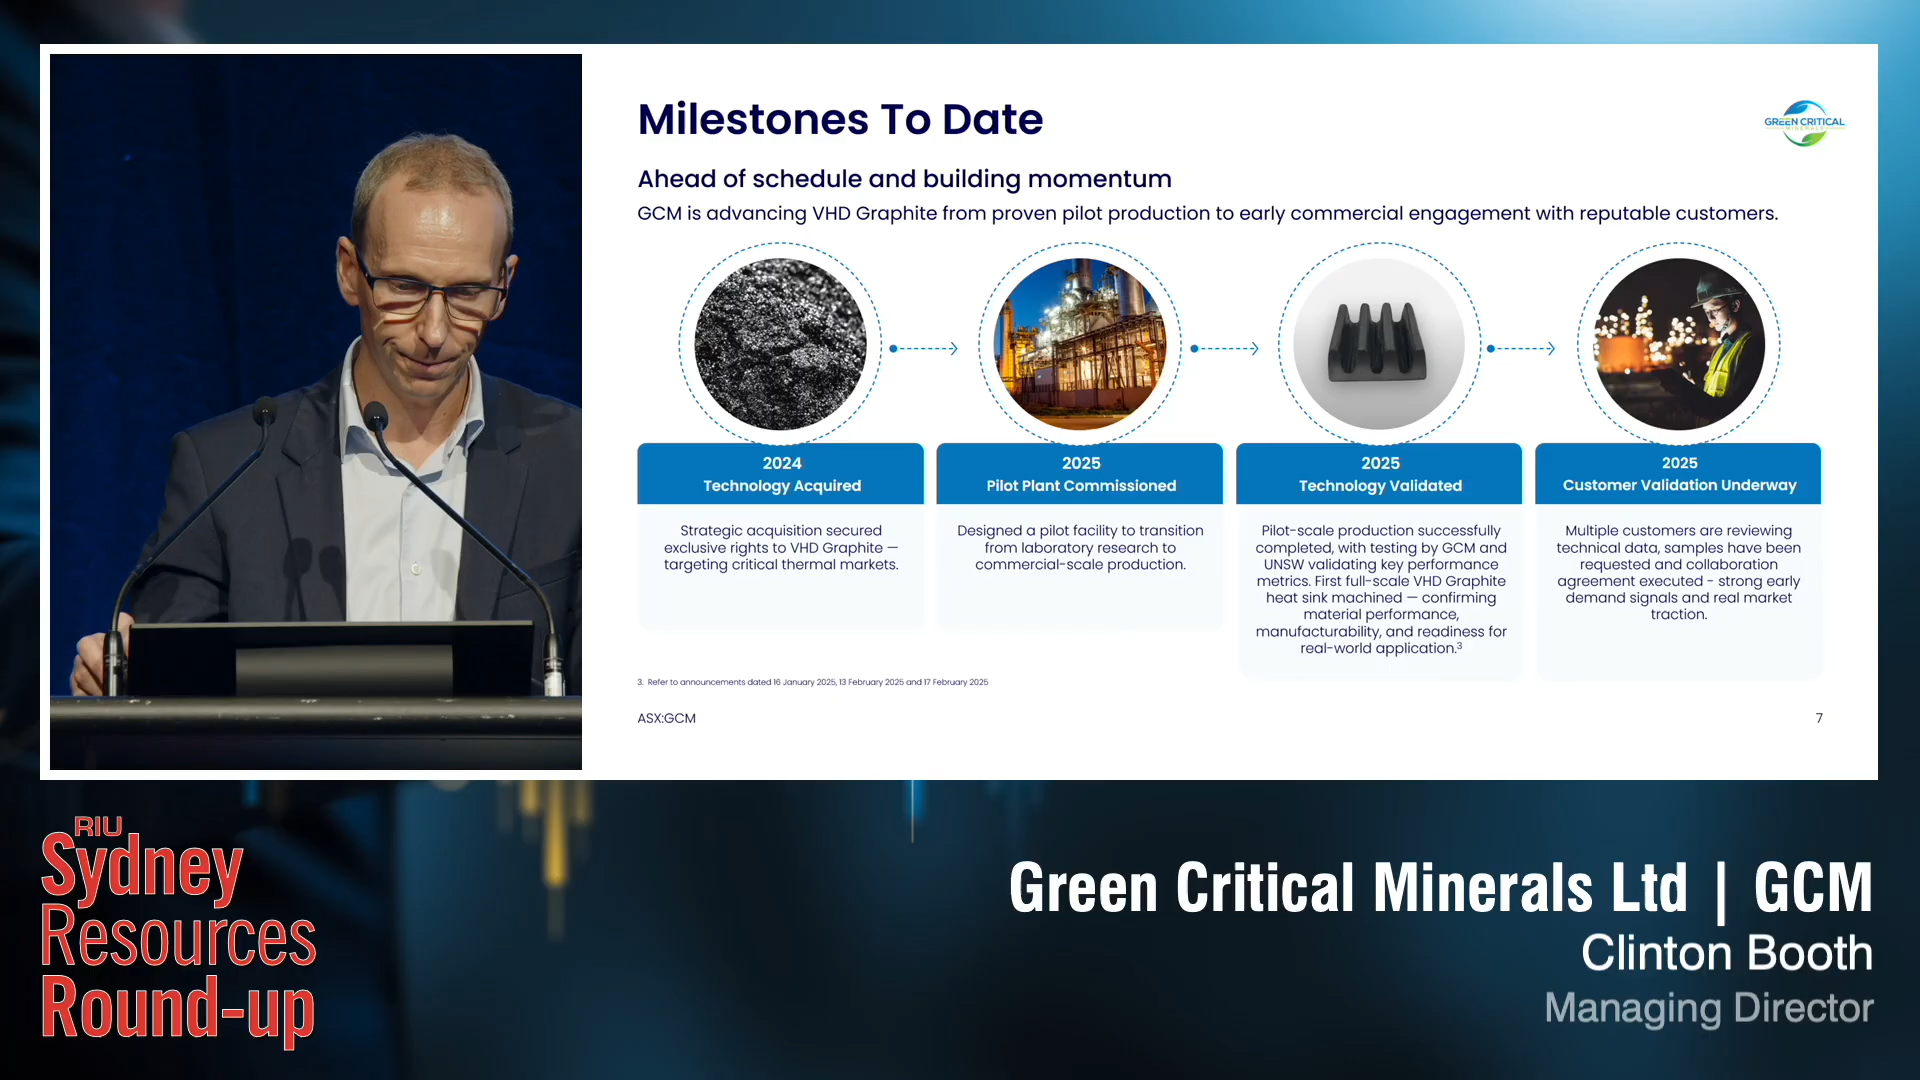 Milestones To Date
GREEN CRITICAL
MINERALS
Ahead of schedule and building momentum
GCM is advancing VHD Graphite from proven pilot production to early commercial engagement with reputable customers.
2024
Technology Acquired
Strategic acquisition secured
exclusive rights to VHD Graphite —
targeting critical thermal markets.
2025
Pilot Plant Commissioned
Designed a pilot facility to transition
from laboratory research to
commercial-scale production.
2025
Technology Validated
Pilot-scale production successfully
completed, with testing by GCM and
UNSW validating key performance
metrics. First full-scale VHD Graphite
heat sink machined — confirming
material performance,
manufacturability, and readiness for
real-world application.³
2025
Customer Validation Underway
Multiple customers are reviewing
technical data, samples have been
requested and collaboration
agreement executed - strong early
demand signals and real market
traction.
3. Refer to announcements dated 16 January 2025, 13 February 2025 and 17 February 2025
ASX:GCM
7
RIU
Sydney
Resources
Round-up
Green Critical Minerals Ltd | GCM
Clinton Booth
Managing Director